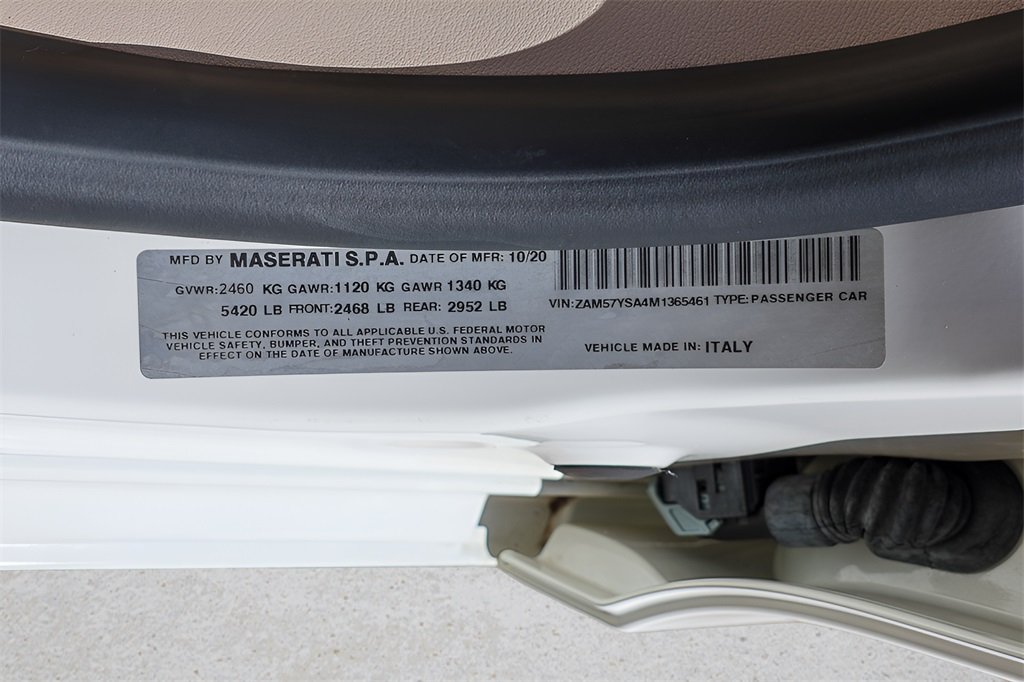 MFD BY MASERATI S.P.A. DATE OF MFR: 10/20
GVWR:2460 KG GAWR:1120 KG GAWR 1340 KG
5420 LB FRONT:2468 LB REAR: 2952 LB
THIS VEHICLE CONFORMS TO ALL APPLICABLE U.S. FEDERAL MOTOR
VEHICLE SAFETY, BUMPER, AND THEFT PREVENTION STANDARDS IN
EFFECT ON THE DATE OF MANUFACTURE SHOWN ABOVE.
VIN:ZAM57YSA4M1365461 TYPE:PASSENGER CAR
VEHICLE MADE IN: ITALY